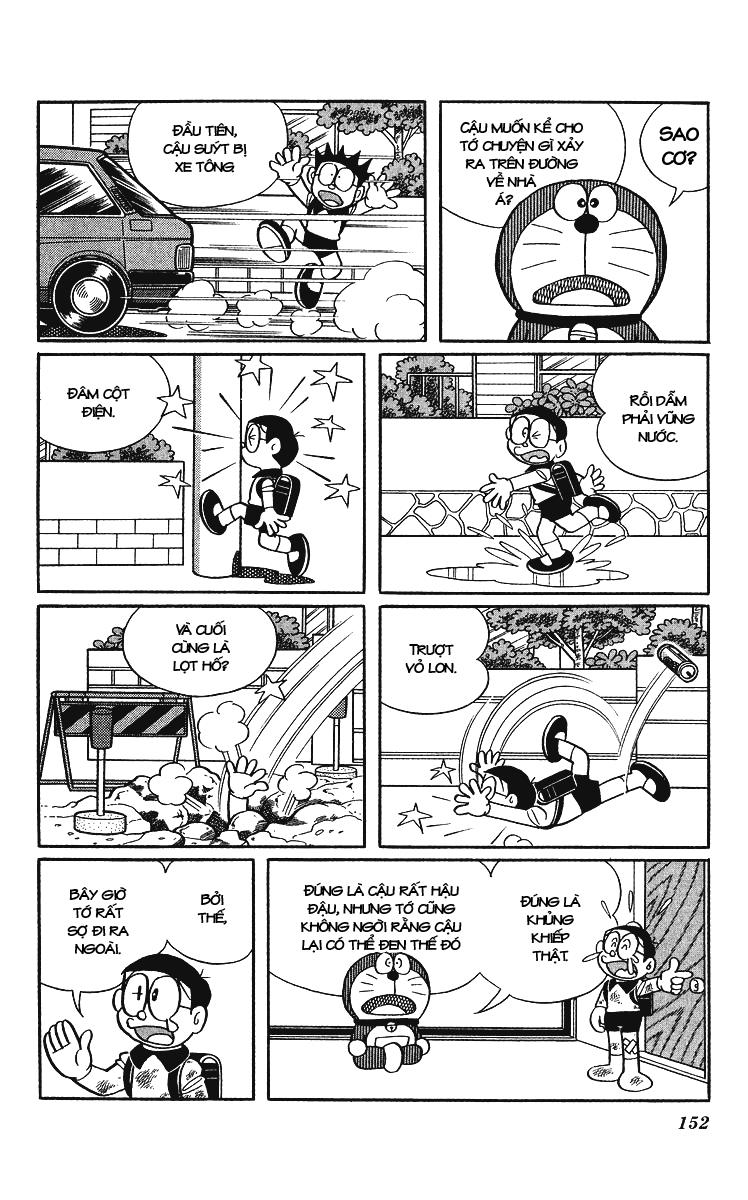 SAO
CƠ?
CẬU MUỐN KỂ CHO
TỚ CHUYỆN GÌ XẢY
RA TRÊN ĐƯỜNG
VỀ NHÀ
Á?
ĐẦU TIÊN,
CẬU SUÝT BỊ
XE TÔNG.
RỒI DẪM
PHẢI VŨNG
NƯỚC.
ĐÂM CỘT
ĐIỆN.
TRƯỢT
VỎ LON.
VÀ CUỐI
CÙNG LÀ
LỌT HỐ?
ĐÚNG LÀ
KHỦNG
KHIẾP
THẬT.
ĐÚNG LÀ CẬU RẤT HẬU
ĐẬU, NHƯNG TỚ CŨNG
KHÔNG NGỜI RẰNG CẬU
LẠI CÓ THỂ ĐEN THẾ ĐÓ
BỞI
THẾ,
BÂY GIỜ
TỚ RẤT
SỢ ĐI RA
NGOÀI.
152